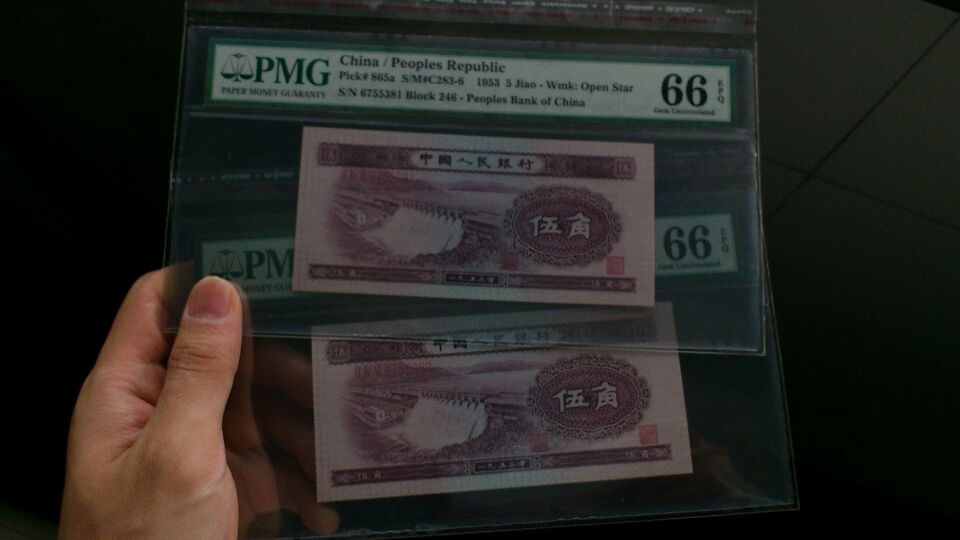 PMG
PAPER MONEY GUARANTY
China / Peoples Republic
Pick# 865a S/M#C283-6 1953 5 Jiao - Wmk: Open Star
S/N 6755381 Block 246 - Peoples Bank of China
66 EPQ
Gem Uncirculated
中國人民銀行
伍角
一九五三年
伍角
PM
66 EPQ
Gem Uncirculated
中國人民銀行
伍角
一九五三年
伍角